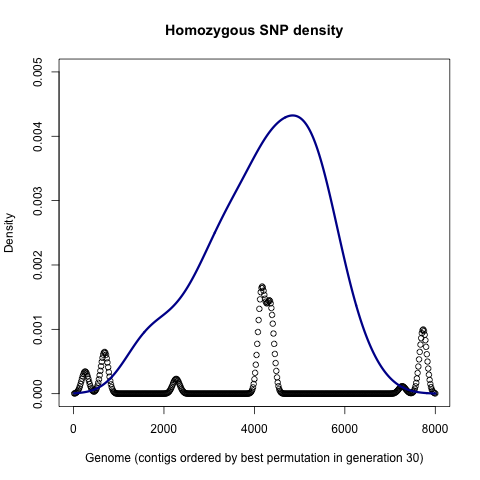 Homozygous SNP density
0.005
0.004
0.003
0.002
0.001
0.000
Density
0 2000 4000 6000 8000
Genome (contigs ordered by best permutation in generation 30)